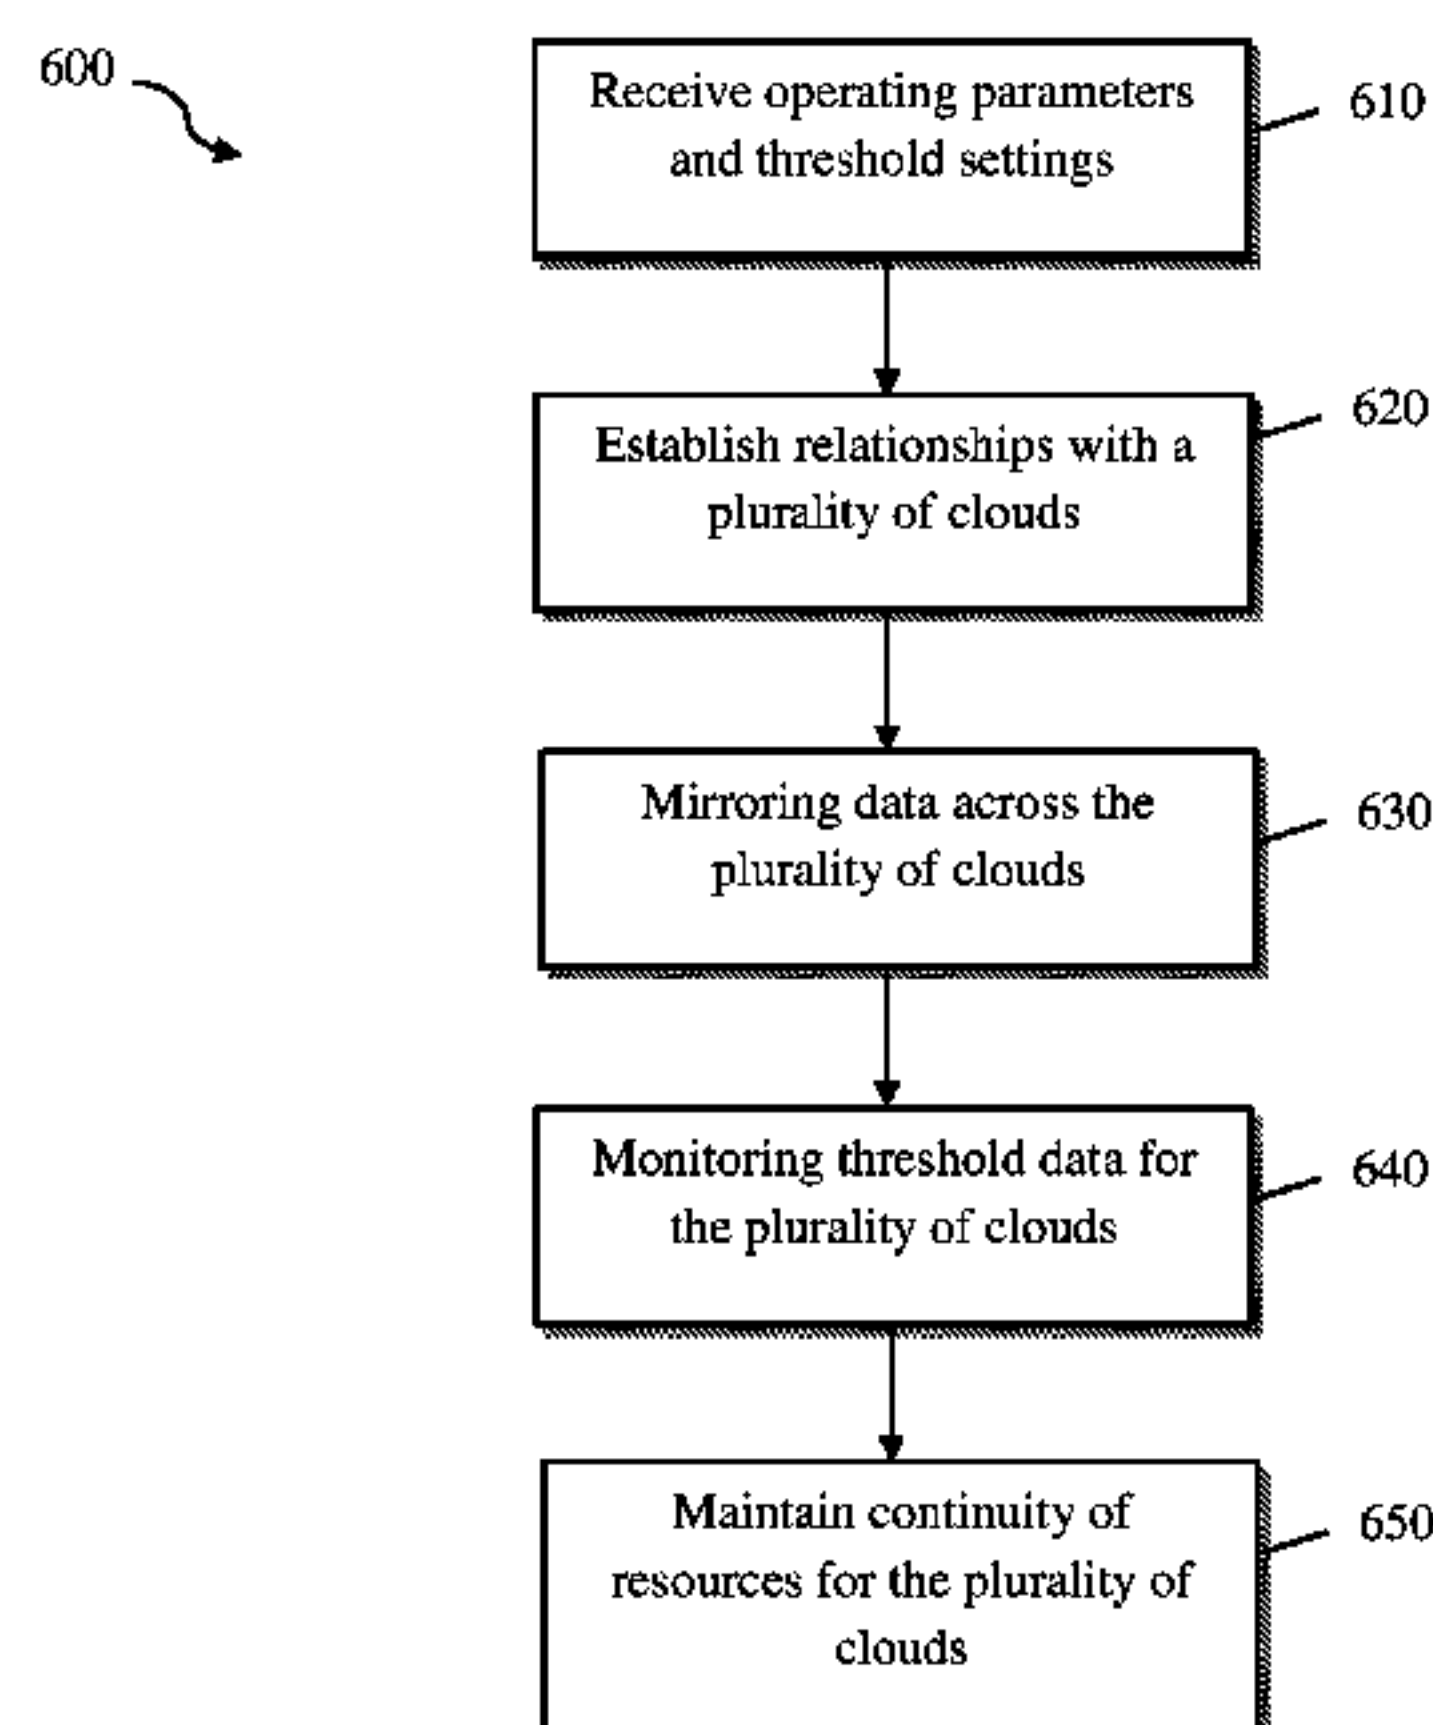 600
Receive operating parameters
and threshold settings
610
Establish relationships with a
plurality of clouds
620
Mirroring data across the
plurality of clouds
630
Monitoring threshold data for
the plurality of clouds
640
Maintain continuity of
resources for the plurality of
clouds
650